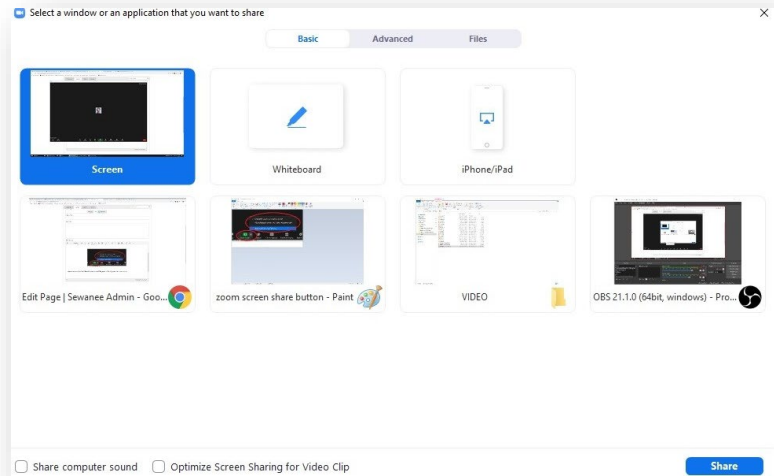 Select a window or an application that you want to share
Basic Advanced Files
Screen Whiteboard iPhone/iPad
Edit Page | Sewanee Admin - Goo... zoom screen share button - Paint VIDEO OBS 21.1.0 (64bit, windows) - Pro...
Share computer sound Optimize Screen Sharing for Video Clip Share